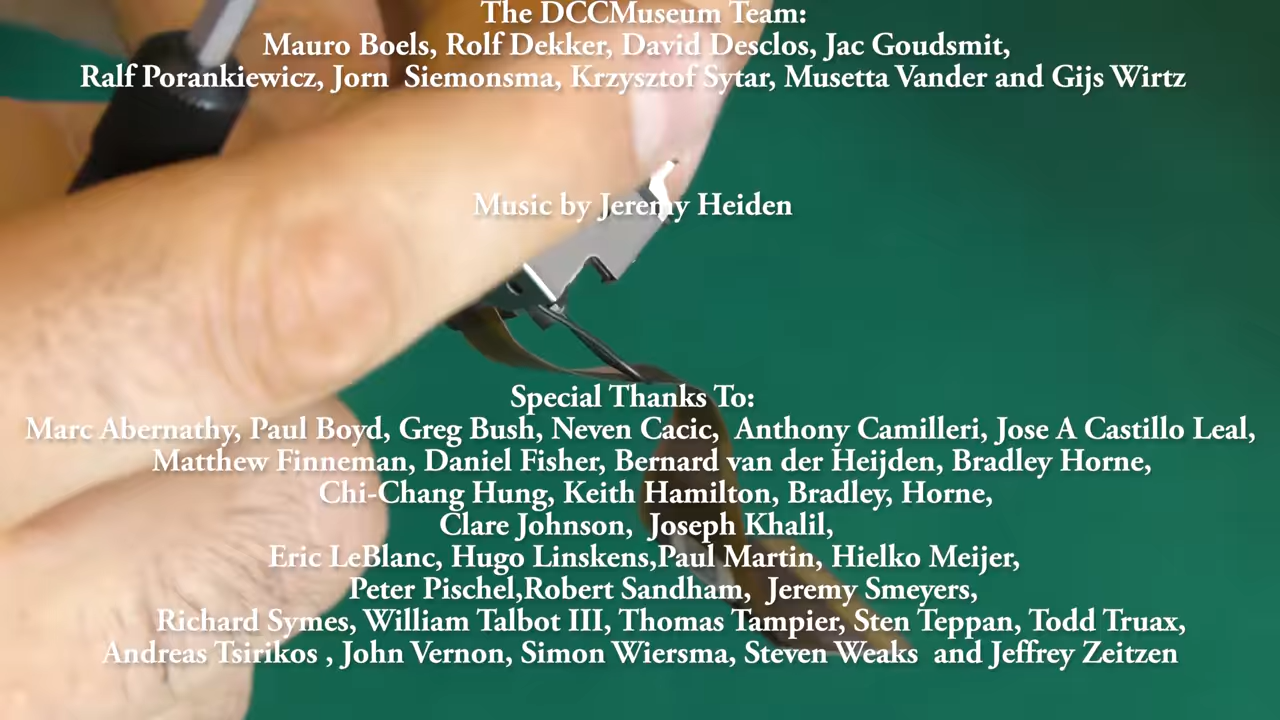 The DCCMuseum Team:
Mauro Boels, Rolf Dekker, David Desclos, Jac Goudsmit,
Ralf Porankiewicz, Jorn  Siemonsma, Krzysztof Sytar, Musetta Vander and Gijs Wirtz
Music by Jeremy Heiden
Special Thanks To:
Marc Abernathy, Paul Boyd, Greg Bush, Neven Cacic,  Anthony Camilleri, Jose A Castillo Leal,
Matthew Finneman, Daniel Fisher, Bernard van der Heijden, Bradley Horne,
Chi-Chang Hung, Keith Hamilton, Bradley, Horne,
Clare Johnson,  Joseph Khalil,
Eric LeBlanc, Hugo Linskens,Paul Martin, Hielko Meijer,
Peter Pischel,Robert Sandham,  Jeremy Smeyers,
Richard Symes, William Talbot III, Thomas Tampier, Sten Teppan, Todd Truax,
Andreas Tsirikos , John Vernon, Simon Wiersma, Steven Weaks  and Jeffrey Zeitzen